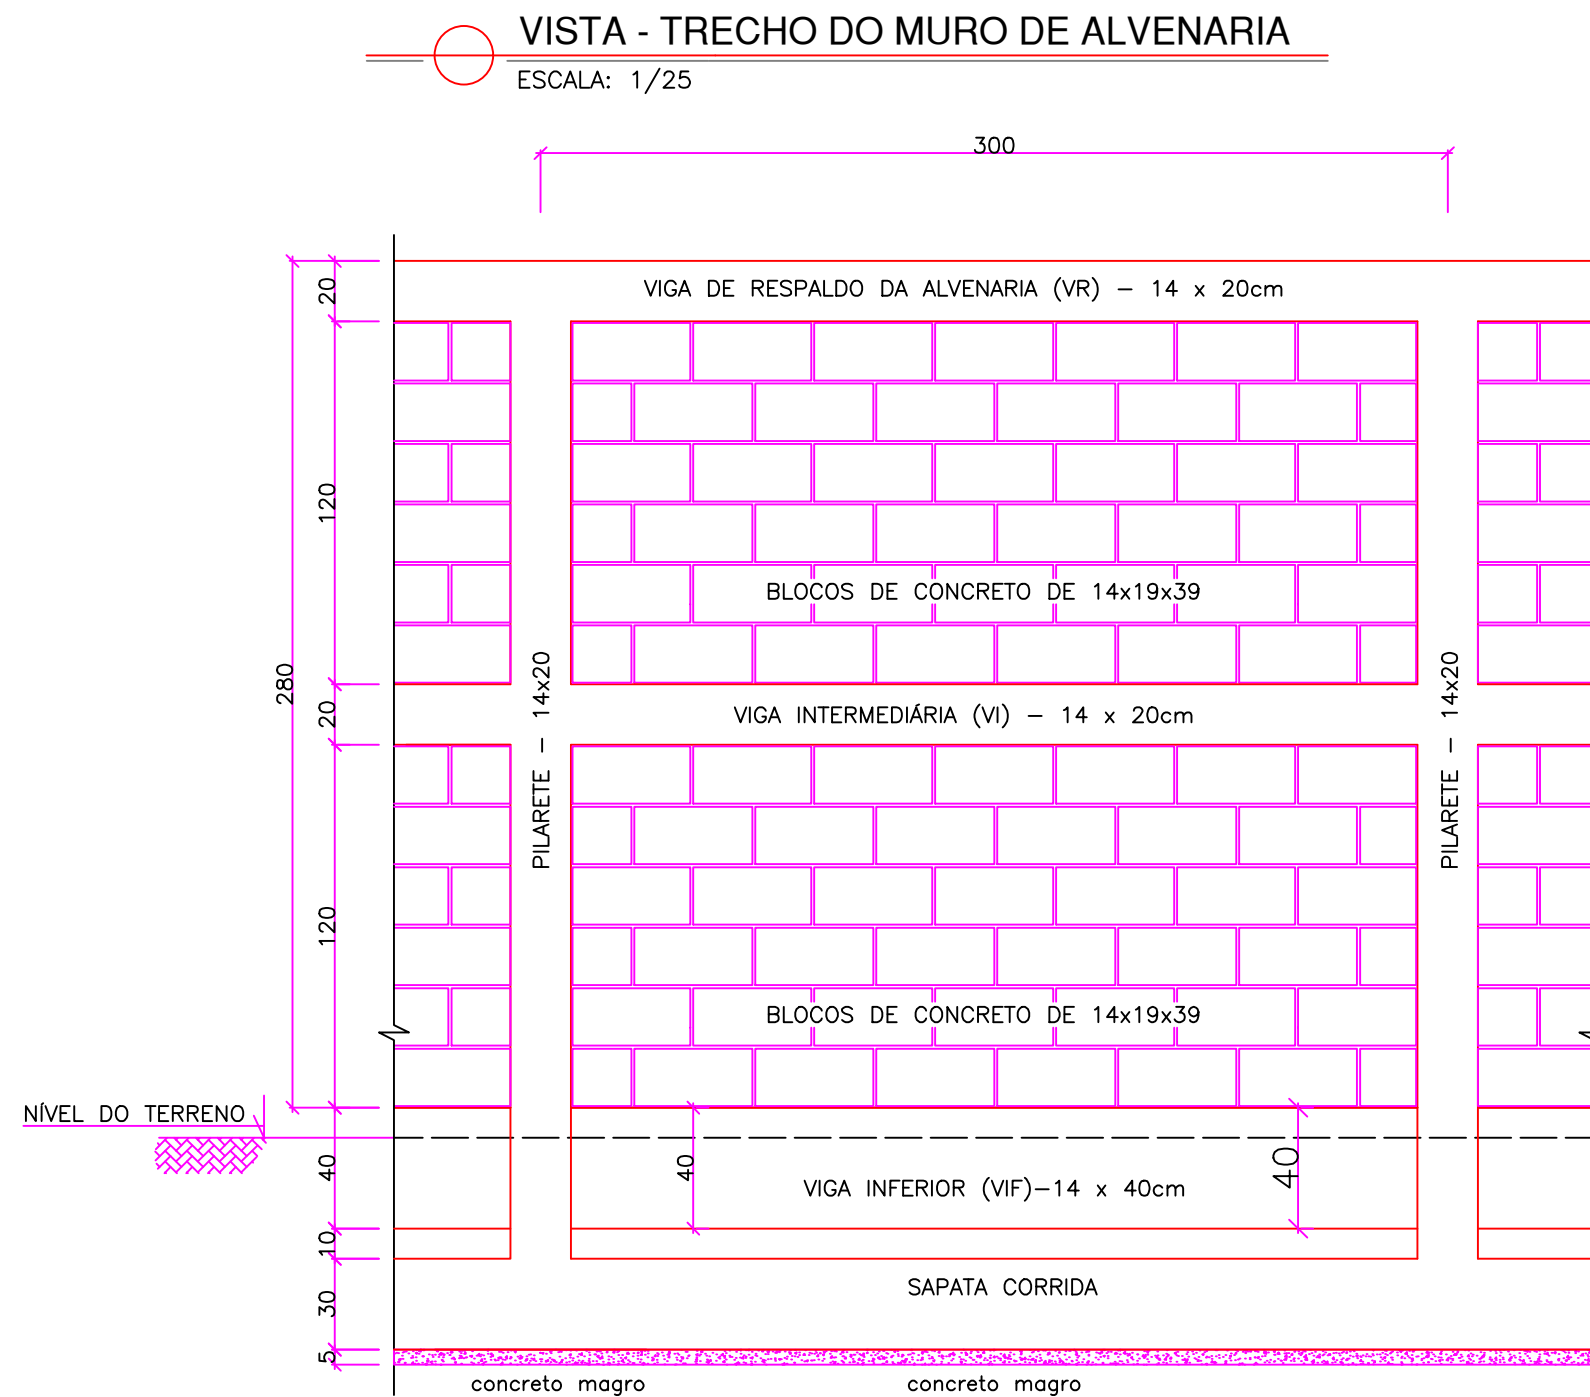 VISTA - TRECHO DO MURO DE ALVENARIA
ESCALA: 1/25
300
VIGA DE RESPALDO DA ALVENARIA (VR) - 14 x 20cm
20
120
BLOCOS DE CONCRETO DE 14x19x39
280
20
PILARETE - 14x20
VIGA INTERMEDIÁRIA (VI) - 14 x 20cm
PILARETE - 14x20
120
BLOCOS DE CONCRETO DE 14x19x39
NÍVEL DO TERRENO
40
40
VIGA INFERIOR (VIF)-14 x 40cm
40
10
SAPATA CORRIDA
30
5
concreto magro
concreto magro